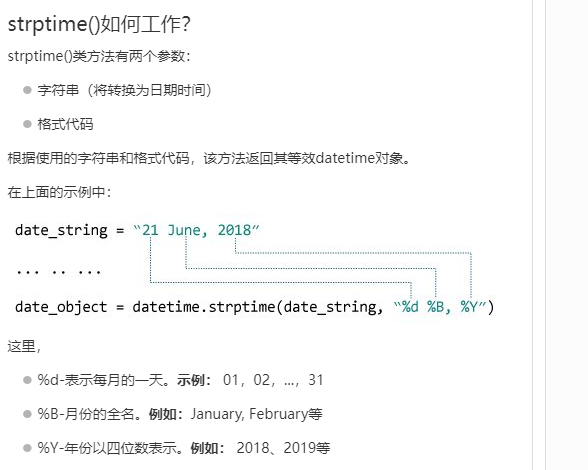 strptime()如何工作?
strptime()类方法有两个参数：
字符串（将转换为日期时间）
格式代码
根据使用的字符串和格式代码，该方法返回其等效datetime对象。
在上面的示例中：
date_string = “21 June, 2018”
... .. ...
date_object = datetime.strptime(date_string, “%d %B, %Y”)
这里，
%d-表示每月的一天。示例： 01，02，...，31
%B-月份的全名。例如：January, February等
%Y-年份以四位数表示。例如： 2018、2019等